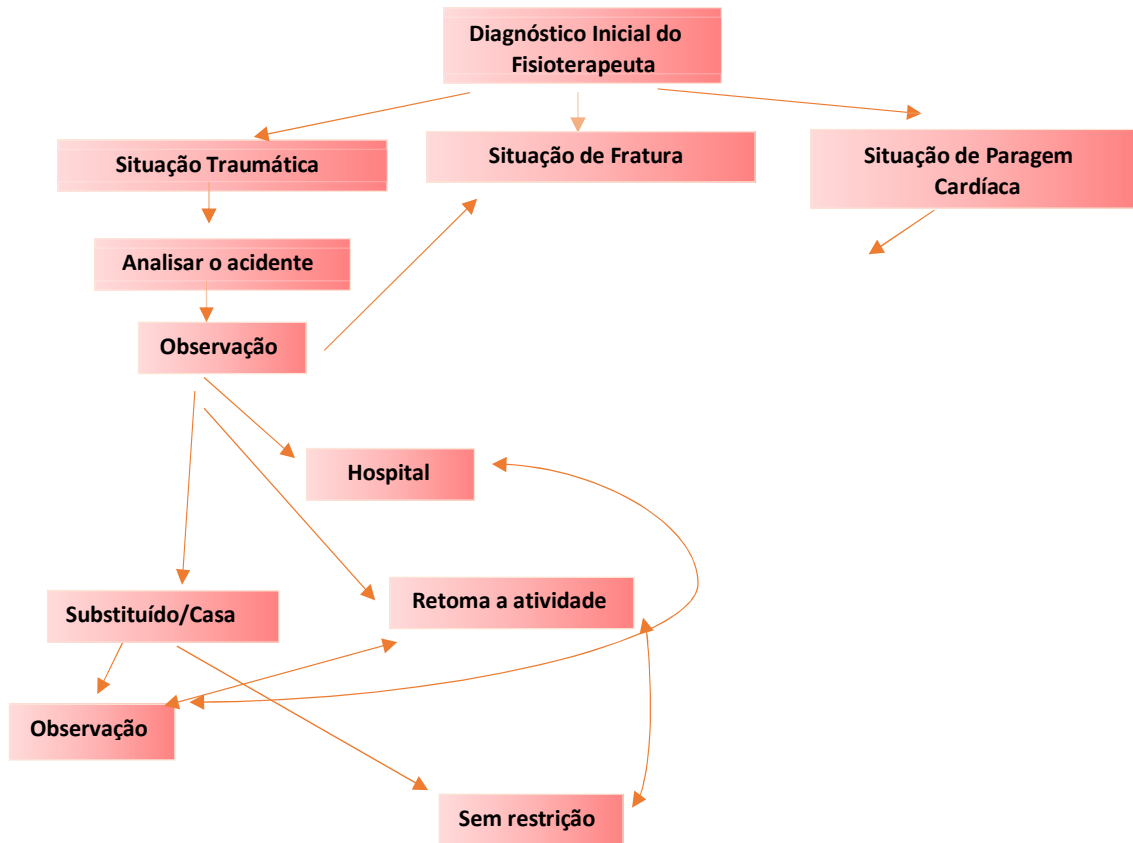 Diagnóstico Inicial do
Fisioterapeuta
Situação Traumática
Situação de Fratura
Situação de Paragem
Cardíaca
Analisar o acidente
Observação
Hospital
Retoma a atividade
Substituído/Casa
Observação
Sem restrição